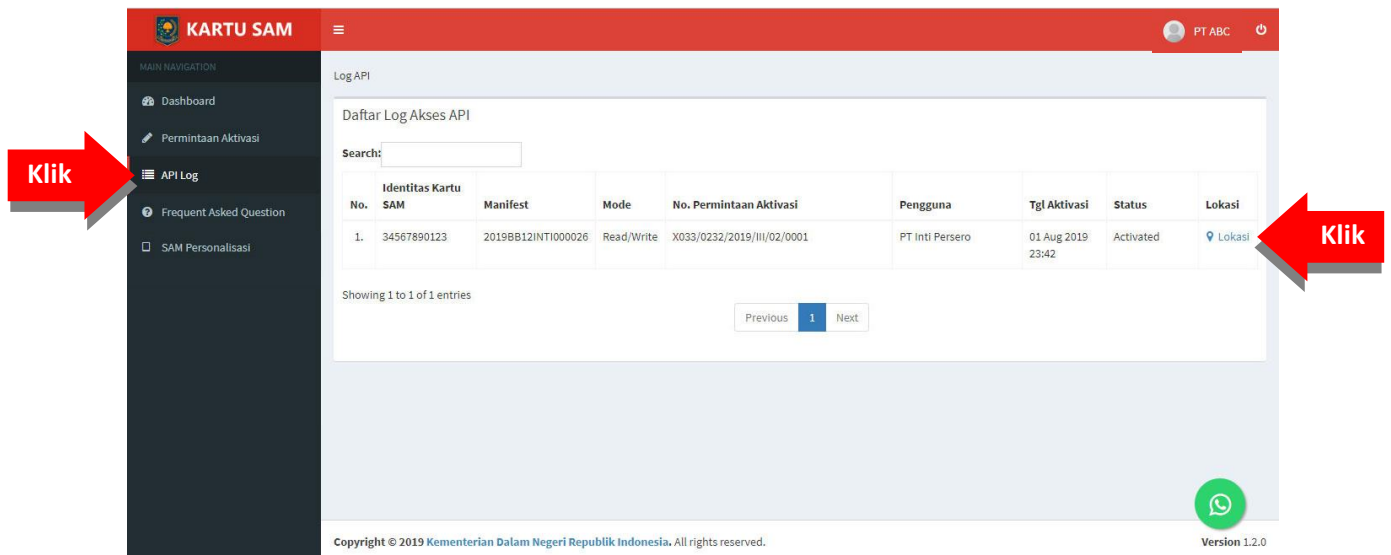 KARTU SAM
PT ABC
MAIN NAVIGATION
Dashboard
Permintaan Aktivasi
API Log
Frequent Asked Question
SAM Personalisasi
Klik
Log API
Daftar Log Akses API
Search:
No. Identitas Kartu SAM Manifest Mode No. Permintaan Aktivasi Pengguna Tgl Aktivasi Status Lokasi
1. 34567890123 2019BB12INTI000026 Read/Write X033/0232/2019/III/02/0001 PT Inti Persero 01 Aug 2019 23:42 Activated Lokasi
Klik
Showing 1 to 1 of 1 entries
Previous 1 Next
Copyright © 2019 Kementerian Dalam Negeri Republik Indonesia. All rights reserved.
Version 1.2.0